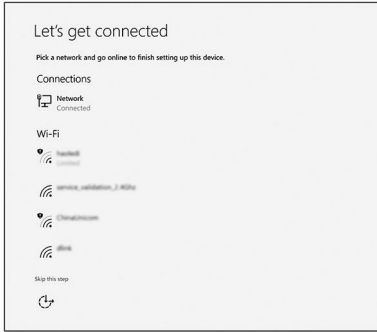 Let's get connected
Pick a network and go online to finish setting up this device.
Connections
Network
Connected
Wi-Fi
Limited
service_validation_2.4Ghz
ChinaUnicom
dlink
Skip this step